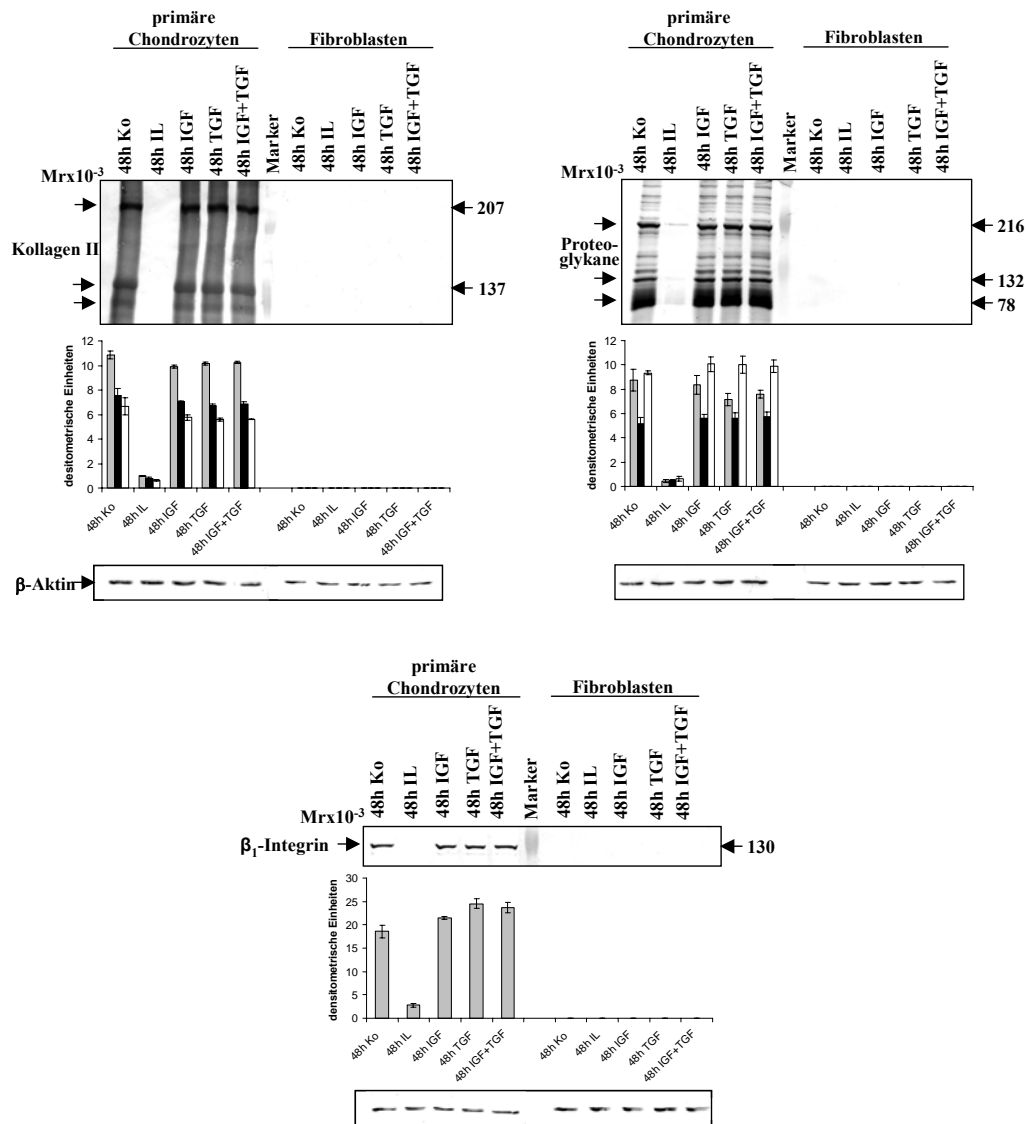 primäre
Chondrozyten
Fibroblasten
48h Ko
48h IL
48h IGF
48h TGF
48h IGF+TGF
Marker
48h Ko
48h IL
48h IGF
48h TGF
48h IGF+TGF
Mrx10-3
207
Kollagen II
137
desitometrische Einheiten
12
10
8
6
4
2
0
48h Ko
48h IL
48h IGF
48h TGF
48h IGF+TGF
48h Ko
48h IL
48h IGF
48h TGF
48h IGF+TGF
β-Aktin
primäre
Chondrozyten
Fibroblasten
48h Ko
48h IL
48h IGF
48h TGF
48h IGF+TGF
Marker
48h Ko
48h IL
48h IGF
48h TGF
48h IGF+TGF
Mrx10-3
216
Proteo-
glykane
132
78
densitometrische Einheiten
12
10
8
6
4
2
0
48h Ko
48h IL
48h IGF
48h TGF
48h IGF+TGF
48h Ko
48h IL
48h IGF
48h TGF
48h IGF+TGF
primäre
Chondrozyten
Fibroblasten
48h Ko
48h IL
48h IGF
48h TGF
48h IGF+TGF
Marker
48h Ko
48h IL
48h IGF
48h TGF
48h IGF+TGF
Mrx10-3
β1-Integrin
130
densitometrische Einheiten
30
25
20
15
10
5
0
48h Ko
48h IL
48h IGF
48h TGF
48h IGF+TGF
48h Ko
48h IL
48h IGF
48h TGF
48h IGF+TGF